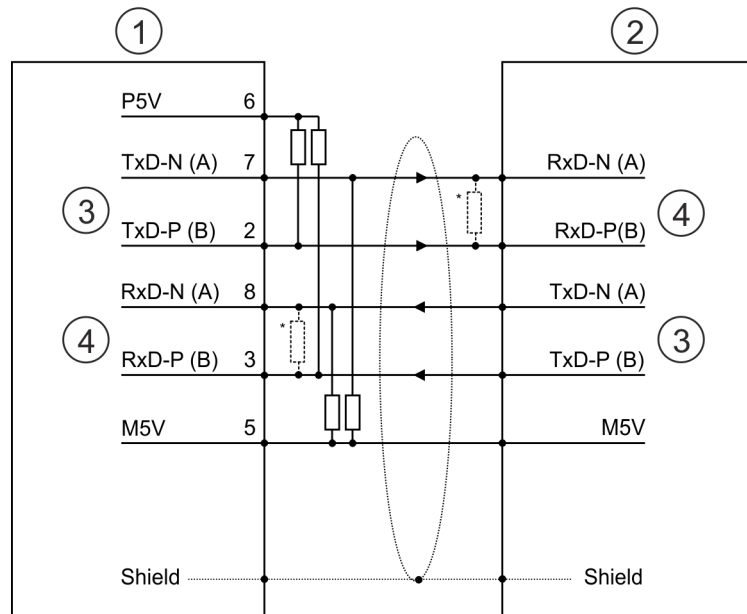 1 2
P5V 6
TxD-N (A) 7 RxD-N (A)
*
3 4
TxD-P (B) 2 RxD-P(B)
RxD-N (A) 8 TxD-N (A)
*
4 3
RxD-P (B) 3 TxD-P (B)
M5V 5 M5V
Shield Shield